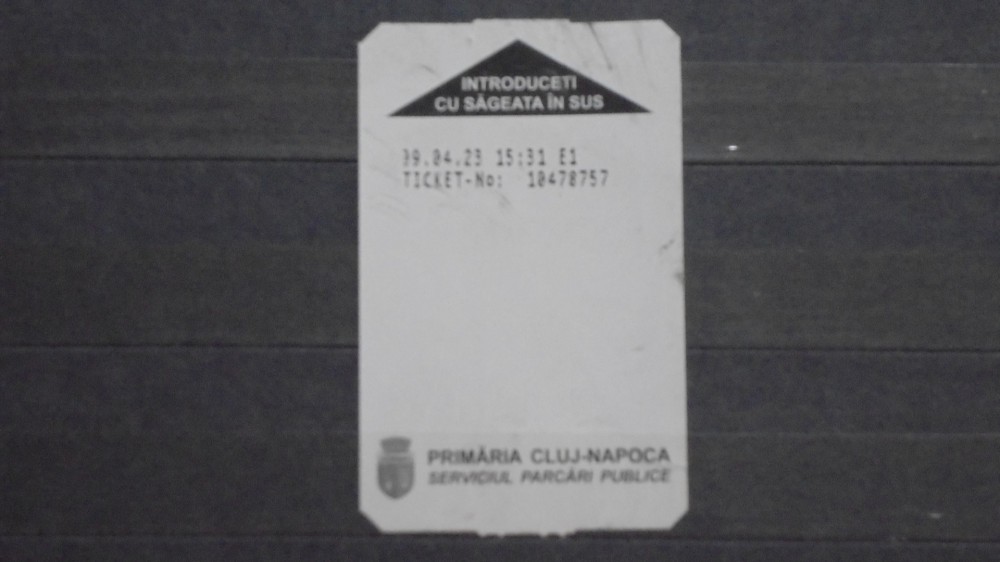 INTRODUCETI
CU SĂGEATA ÎN SUS
09.04.23 15:31 E1
TICKET-No: 10478757
PRIMĂRIA CLUJ-NAPOCA
SERVICIUL PARCĂRI PUBLICE